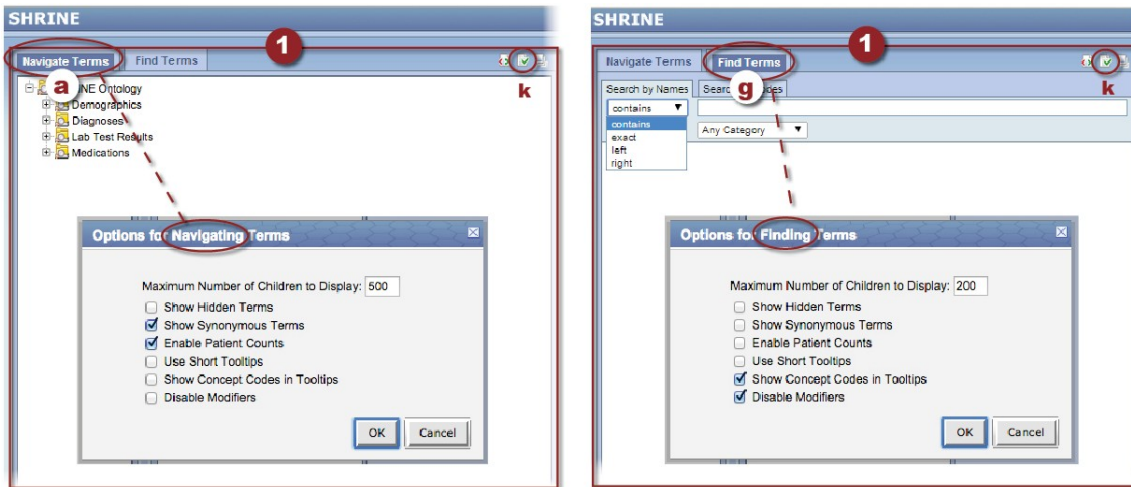 SHRINE
1
Navigate Terms
Find Terms
a
k
SHRINE Ontology
Demographics
Diagnoses
Lab Test Results
Medications
Options for Navigating Terms
Maximum Number of Children to Display: 500
Show Hidden Terms
Show Synonymous Terms
Enable Patient Counts
Use Short Tooltips
Show Concept Codes in Tooltips
Disable Modifiers
OK
Cancel
SHRINE
1
Navigate Terms
Find Terms
k
Search by Names
g
contains
contains
exact
left
right
Any Category
Options for Finding Terms
Maximum Number of Children to Display: 200
Show Hidden Terms
Show Synonymous Terms
Enable Patient Counts
Use Short Tooltips
Show Concept Codes in Tooltips
Disable Modifiers
OK
Cancel